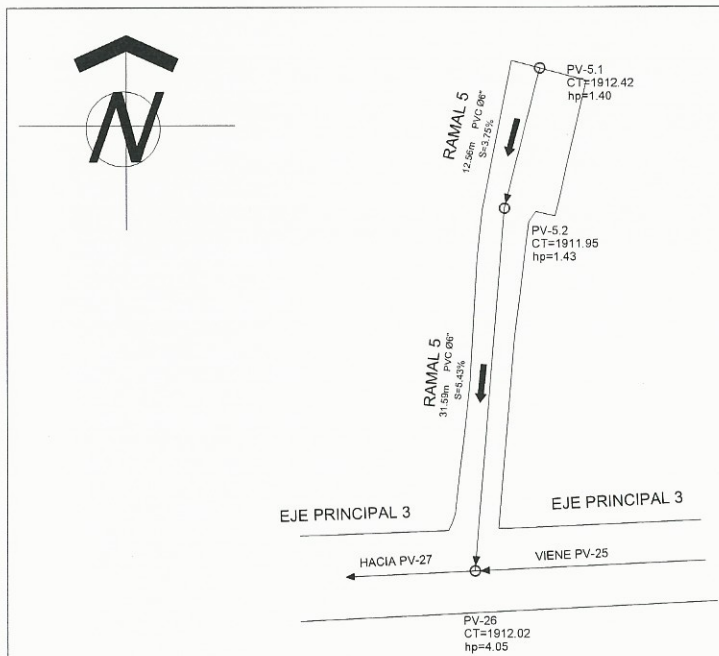 N
PV-5.1
CT=1912.42
hp=1.40
RAMAL 5
12.56m PVC Ø6"
S=3.75%
PV-5.2
CT=1911.95
hp=1.43
RAMAL 5
31.59m PVC Ø6"
S=5.43%
EJE PRINCIPAL 3
EJE PRINCIPAL 3
HACIA PV-27
VIENE PV-25
PV-26
CT=1912.02
hp=4.05